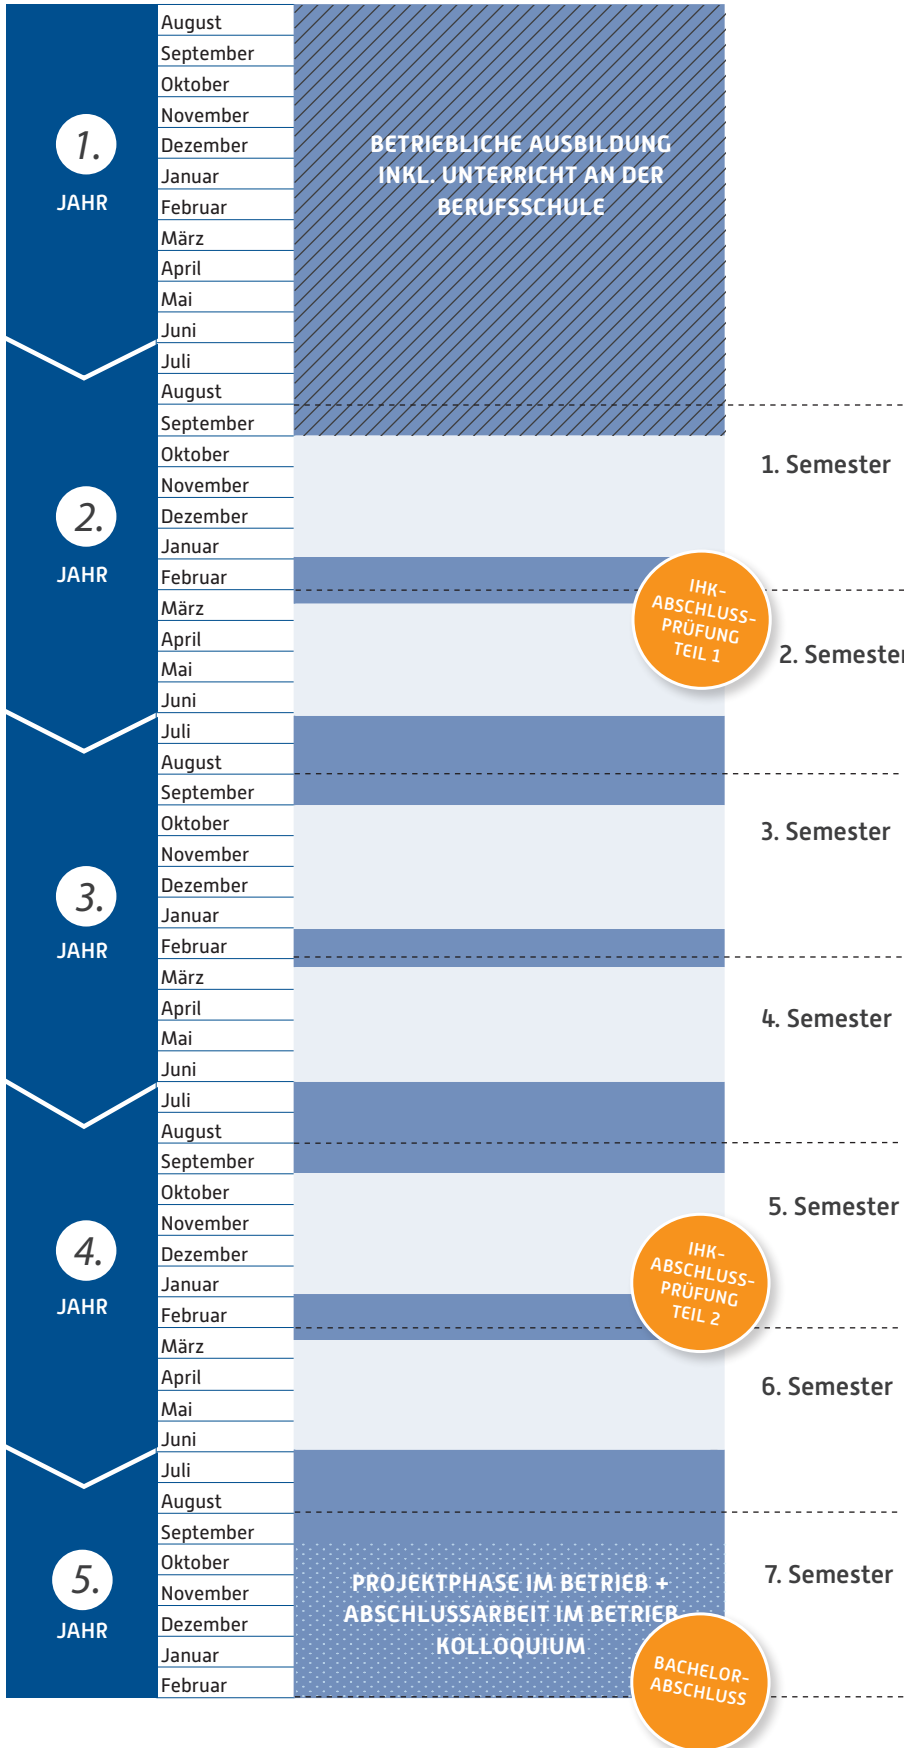 1.
JAHR
August
September
Oktober
November
Dezember
Januar
Februar
März
April
Mai
Juni
Juli
BETRIEBLICHE AUSBILDUNG
INKL. UNTERRICHT AN DER
BERUFSSCHULE
2.
JAHR
August
September
Oktober
November
Dezember
Januar
Februar
März
April
Mai
Juni
Juli
1. Semester
IHK-
ABSCHLUSS-
PRÜFUNG
TEIL 1
2. Semester
3.
JAHR
August
September
Oktober
November
Dezember
Januar
Februar
März
April
Mai
Juni
Juli
3. Semester
4. Semester
4.
JAHR
August
September
Oktober
November
Dezember
Januar
Februar
März
April
Mai
Juni
Juli
5. Semester
IHK-
ABSCHLUSS-
PRÜFUNG
TEIL 2
6. Semester
5.
JAHR
August
September
Oktober
November
Dezember
Januar
Februar
PROJEKTPHASE IM BETRIEB +
ABSCHLUSSARBEIT IM BETRIEB
KOLLOQUIUM
7. Semester
BACHELOR-
ABSCHLUSS